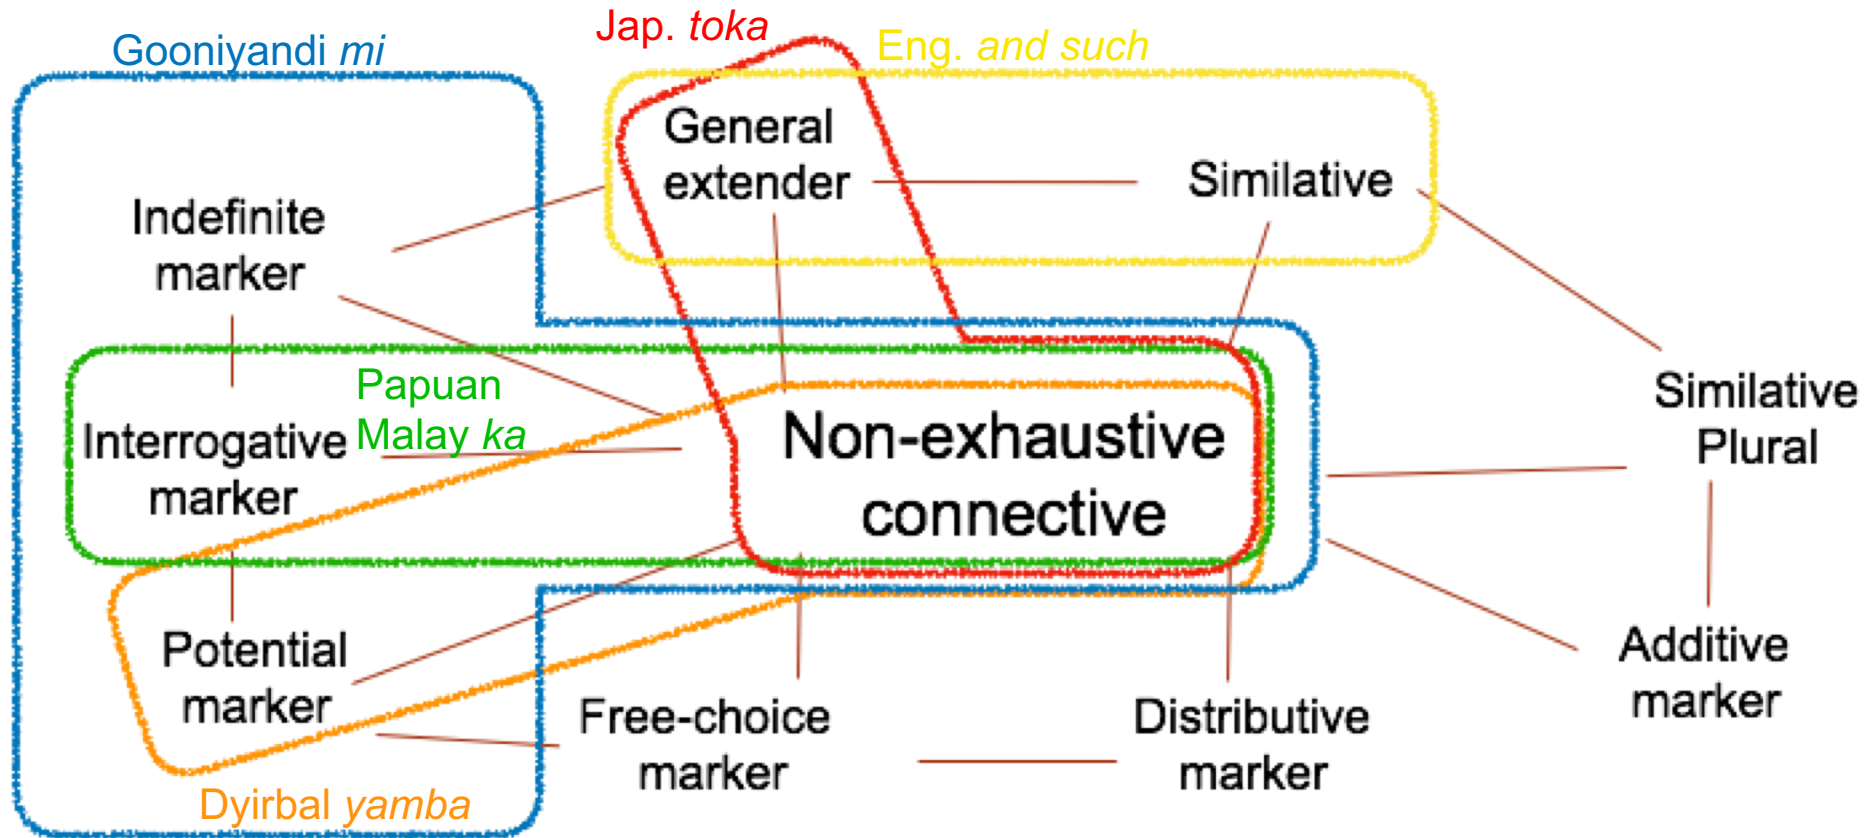 Jap. toka
Eng. and such
Gooniyandi mi
General
extender
Similative
Indefinite
marker
Papuan
Malay ka
Interrogative
marker
Non-exhaustive
connective
Similative
Plural
Potential
marker
Free-choice
marker
Distributive
marker
Additive
marker
Dyirbal yamba